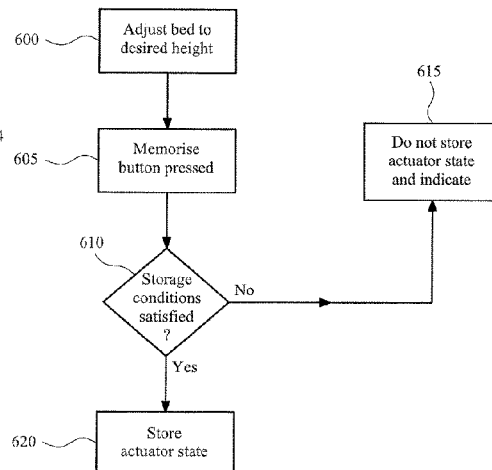 600
Adjust bed to
desired height
4
605
Memorise
button pressed
615
Do not store
actuator state
and indicate
610
Storage
conditions
satisfied
?
No
Yes
620
Store
actuator state